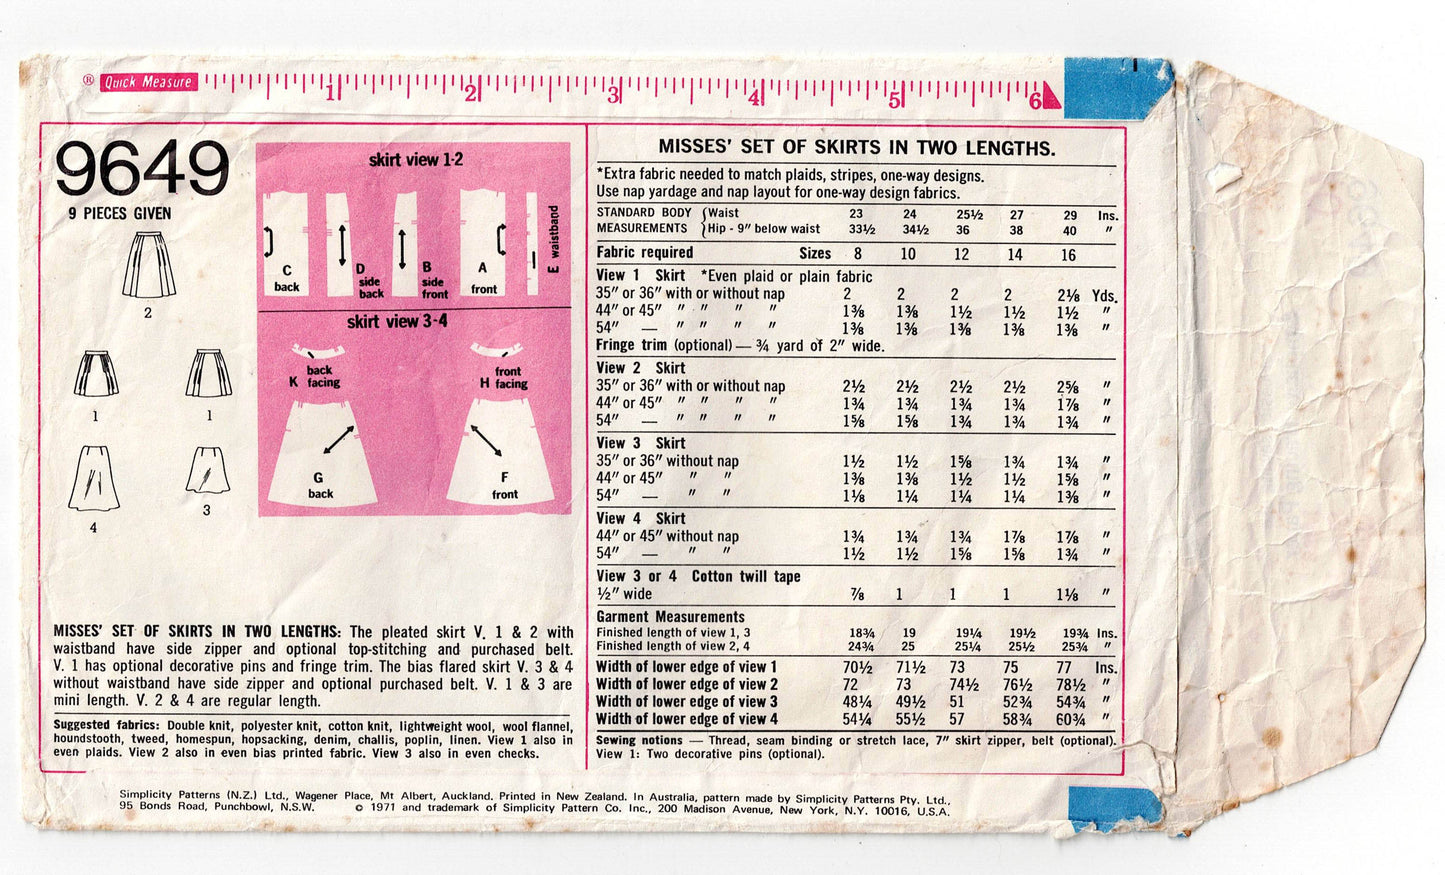 ® Quick Measure 1 2 3 4 5 6
9649
9 PIECES GIVEN
2
1 1
4 3
skirt view 1-2
C back
D side back
B side front
A front
E waistband
skirt view 3-4
K back facing
H front facing
G back
F front
MISSES' SET OF SKIRTS IN TWO LENGTHS: The pleated skirt V. 1 & 2 with
waistband have side zipper and optional top-stitching and purchased belt.
V. 1 has optional decorative pins and fringe trim. The bias flared skirt V. 3 & 4
without waistband have side zipper and optional purchased belt. V. 1 & 3 are
mini length. V. 2 & 4 are regular length.
Suggested fabrics: Double knit, polyester knit, cotton knit, lightweight wool, wool flannel,
houndstooth, tweed, homespun, hopsacking, denim, challis, poplin, linen. View 1 also in
even plaids. View 2 also in even bias printed fabric. View 3 also in even checks.
MISSES' SET OF SKIRTS IN TWO LENGTHS.
*Extra fabric needed to match plaids, stripes, one-way designs.
Use nap yardage and nap layout for one-way design fabrics.
STANDARD BODY { Waist 23 24 25½ 27 29 Ins.
MEASUREMENTS { Hip - 9" below waist 33½ 34½ 36 38 40 "
Fabric required Sizes 8 10 12 14 16
View 1 Skirt *Even plaid or plain fabric
35" or 36" with or without nap 2 2 2 2 2⅛ Yds.
44" or 45" " " " " 1⅜ 1⅜ 1½ 1½ 1½ "
54" — " " " " 1⅜ 1⅜ 1⅜ 1⅜ 1⅜ "
Fringe trim (optional) — ¾ yard of 2" wide.
View 2 Skirt
35" or 36" with or without nap 2½ 2½ 2½ 2½ 2⅝ "
44" or 45" " " " " 1¾ 1¾ 1¾ 1¾ 1⅞ "
54" — " " " " 1⅝ 1⅝ 1¾ 1¾ 1¾ "
View 3 Skirt
35" or 36" without nap 1½ 1½ 1⅝ 1¾ 1¾ "
44" or 45" " " 1⅜ 1⅜ 1½ 1½ 1⅝ "
54" — " " 1⅛ 1¼ 1¼ 1¼ 1⅜ "
View 4 Skirt
44" or 45" without nap 1¾ 1¾ 1¾ 1⅞ 1⅞ "
54" — " " 1½ 1½ 1⅝ 1⅝ 1¾ "
View 3 or 4 Cotton twill tape
½" wide ⅞ 1 1 1 1⅛ "
Garment Measurements
Finished length of view 1, 3 18¾ 19 19¼ 19½ 19¾ Ins.
Finished length of view 2, 4 24¾ 25 25¼ 25½ 25¾ "
Width of lower edge of view 1 70½ 71½ 73 75 77 Ins.
Width of lower edge of view 2 72 73 74½ 76½ 78½ "
Width of lower edge of view 3 48¼ 49½ 51 52¾ 54¾ "
Width of lower edge of view 4 54¼ 55½ 57 58¾ 60¾ "
Sewing notions — Thread, seam binding or stretch lace, 7" skirt zipper, belt (optional).
View 1: Two decorative pins (optional).
Simplicity Patterns (N.Z.) Ltd., Wagener Place, Mt Albert, Auckland. Printed in New Zealand. In Australia, pattern made by Simplicity Patterns Pty. Ltd.,
95 Bonds Road, Punchbowl, N.S.W. © 1971 and trademark of Simplicity Pattern Co. Inc., 200 Madison Avenue, New York, N.Y. 10016, U.S.A.